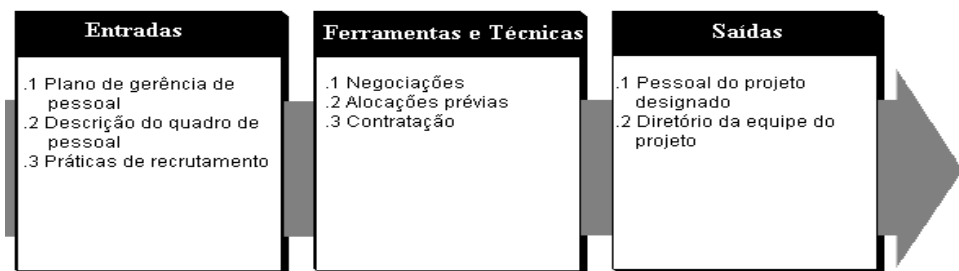 Entradas
.1 Plano de gerência de
pessoal
.2 Descrição do quadro de
pessoal
.3 Práticas de recrutamento
Ferramentas e Técnicas
.1 Negociações
.2 Alocações prévias
.3 Contratação
Saídas
.1 Pessoal do projeto
designado
.2 Diretório da equipe do
projeto